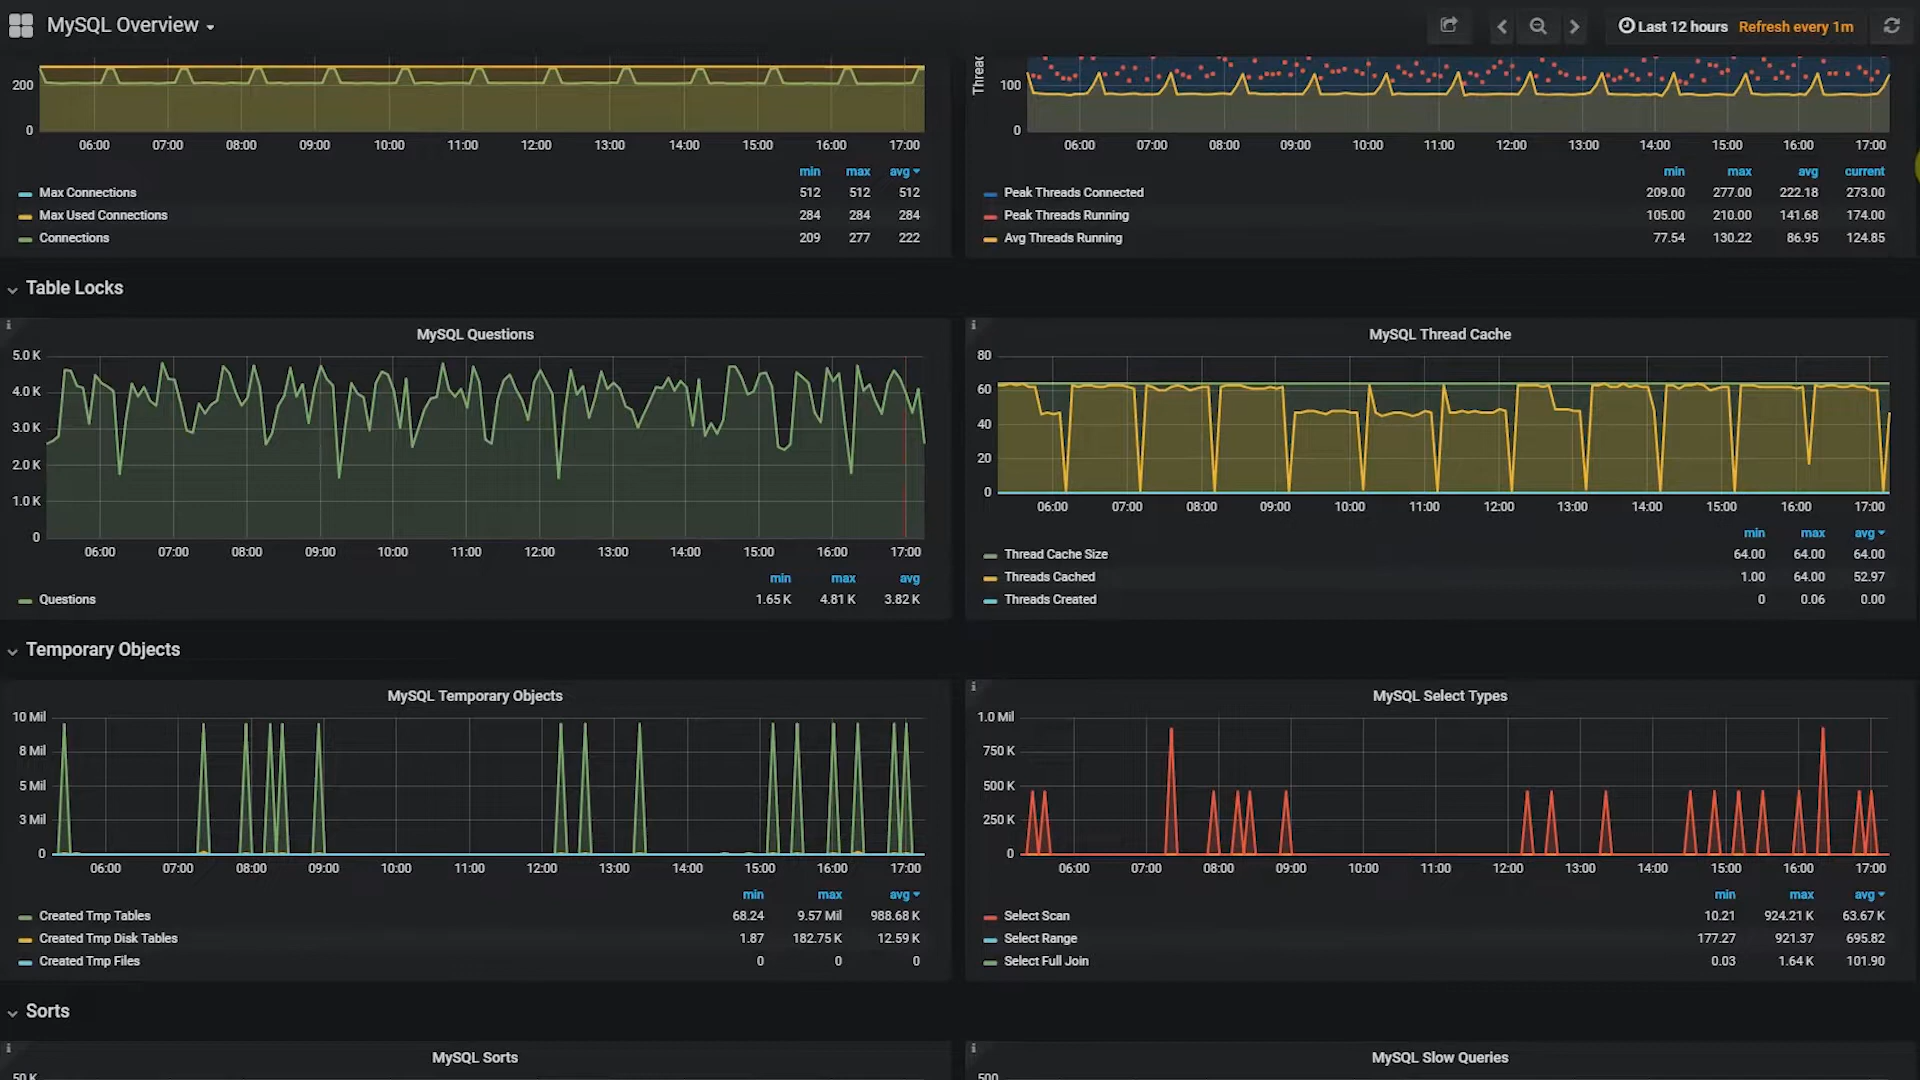 MySQL Overview
Last 12 hours Refresh every 1m
200
0
06:00 07:00 08:00 09:00 10:00 11:00 12:00 13:00 14:00 15:00 16:00 17:00
min max avg
Max Connections 512 512 512
Max Used Connections 284 284 284
Connections 209 277 222
100
0
06:00 07:00 08:00 09:00 10:00 11:00 12:00 13:00 14:00 15:00 16:00 17:00
min max avg current
Peak Threads Connected 209.00 277.00 222.18 273.00
Peak Threads Running 105.00 210.00 141.68 174.00
Avg Threads Running 77.54 130.22 86.95 124.85
Table Locks
MySQL Questions
5.0 K
4.0 K
3.0 K
2.0 K
1.0 K
0
06:00 07:00 08:00 09:00 10:00 11:00 12:00 13:00 14:00 15:00 16:00 17:00
min max avg
Questions 1.65 K 4.81 K 3.82 K
MySQL Thread Cache
80
60
40
20
0
06:00 07:00 08:00 09:00 10:00 11:00 12:00 13:00 14:00 15:00 16:00 17:00
min max avg
Thread Cache Size 64.00 64.00 64.00
Threads Cached 1.00 64.00 52.97
Threads Created 0 0.06 0.00
Temporary Objects
MySQL Temporary Objects
10 Mil
8 Mil
5 Mil
3 Mil
0
06:00 07:00 08:00 09:00 10:00 11:00 12:00 13:00 14:00 15:00 16:00 17:00
min max avg
Created Tmp Tables 68.24 9.57 Mil 988.68 K
Created Tmp Disk Tables 1.87 182.75 K 12.59 K
Created Tmp Files 0 0 0
MySQL Select Types
1.0 Mil
750 K
500 K
250 K
0
06:00 07:00 08:00 09:00 10:00 11:00 12:00 13:00 14:00 15:00 16:00 17:00
min max avg
Select Scan 10.21 924.21 K 63.67 K
Select Range 177.27 921.37 695.82
Select Full Join 0.03 1.64 K 101.90
Sorts
MySQL Sorts
50 K
MySQL Slow Queries
500